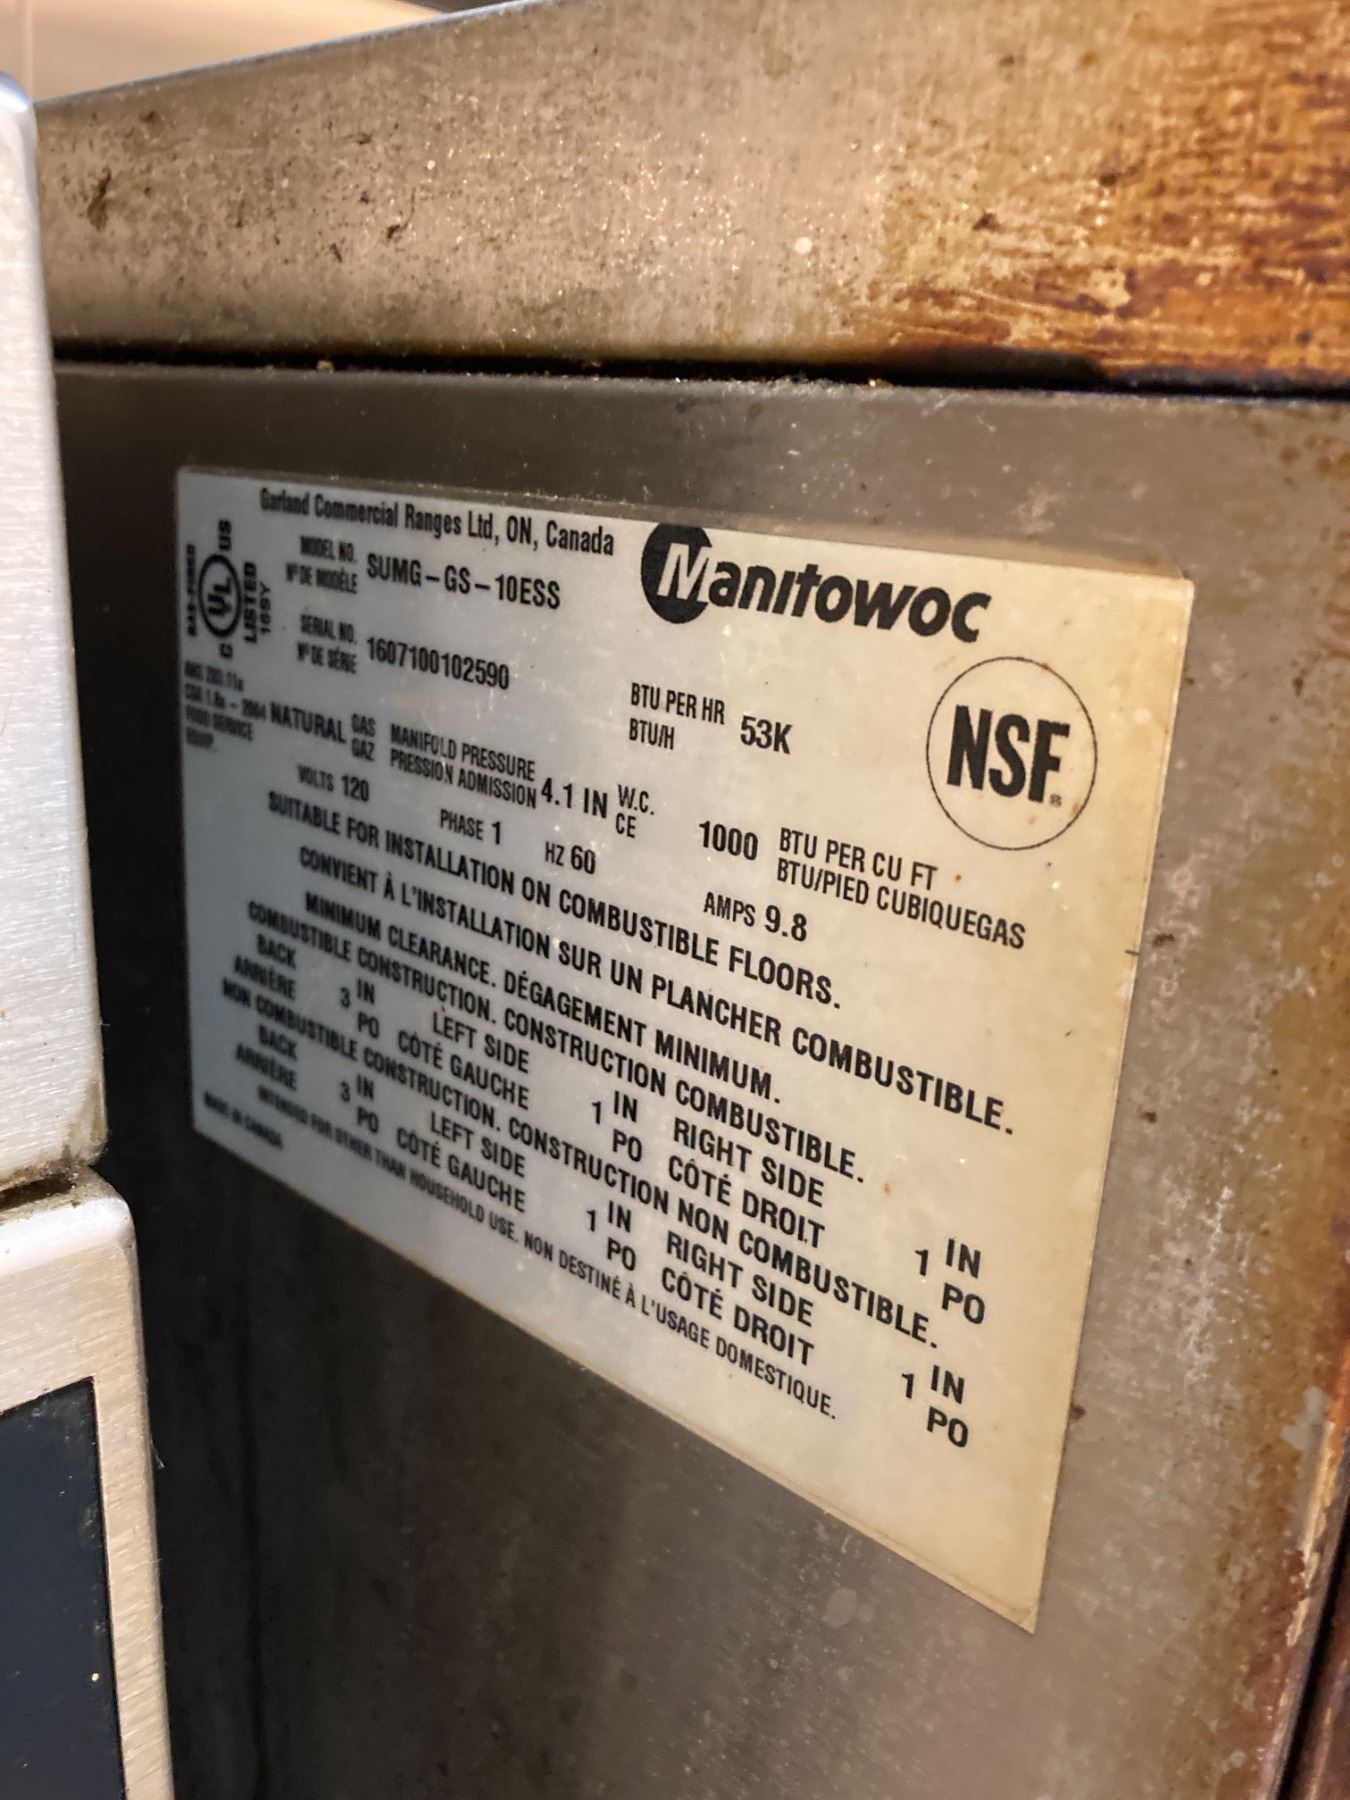 Garland Commercial Ranges Ltd, ON, Canada
Manitowoc
C UL US
LISTED
MODEL NO. SUMG-GS-10ESS
N° DE MODÈLE
SERIAL NO. 1607100102590
N° DE SÉRIE
BTU PER HR 53K
BTU/H
NSF®
FOOD SERVICE
EQUIP.
NATURAL GAS MANIFOLD PRESSURE 4.1 IN W.C. 1000 BTU PER CU FT
GAZ PRESSION ADMISSION CE BTU/PIED CUBIQUEGAS
VOLTS 120 PHASE 1 HZ 60 AMPS 9.8
SUITABLE FOR INSTALLATION ON COMBUSTIBLE FLOORS.
CONVIENT À L'INSTALLATION SUR UN PLANCHER COMBUSTIBLE.
MINIMUM CLEARANCE. DÉGAGEMENT MINIMUM.
COMBUSTIBLE CONSTRUCTION. CONSTRUCTION COMBUSTIBLE.
BACK 3 IN LEFT SIDE 1 IN RIGHT SIDE 1 IN
ARRIÈRE PO CÔTÉ GAUCHE PO CÔTÉ DROIT PO
NON COMBUSTIBLE CONSTRUCTION. CONSTRUCTION NON COMBUSTIBLE.
BACK 3 IN LEFT SIDE 1 IN RIGHT SIDE 1 IN
ARRIÈRE PO CÔTÉ GAUCHE PO CÔTÉ DROIT PO
INTENDED FOR OTHER THAN HOUSEHOLD USE. NON DESTINÉ À L'USAGE DOMESTIQUE.
MADE IN CANADA